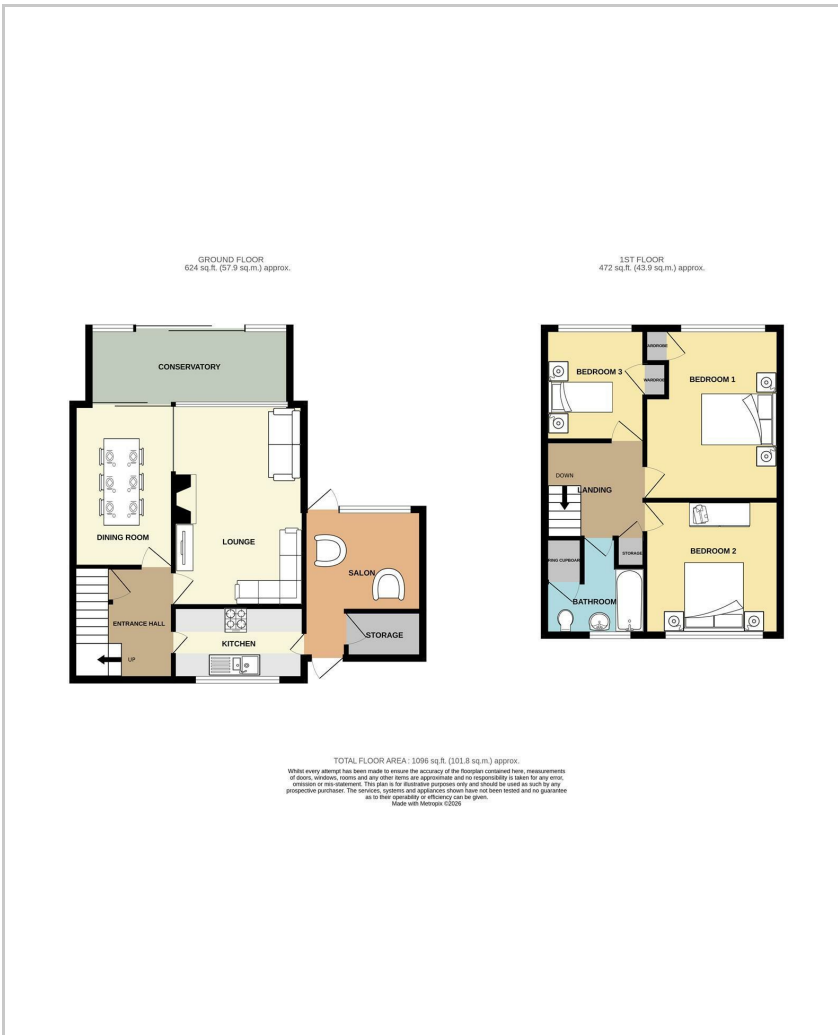 GROUND FLOOR
624 sq.ft. (57.9 sq.m.) approx.
1ST FLOOR
472 sq.ft. (43.9 sq.m.) approx.
CONSERVATORY
DINING ROOM
LOUNGE
SALON
ENTRANCE HALL
KITCHEN
STORAGE
UP
BEDROOM 3
WARDROBE
BEDROOM 1
DOWN
LANDING
BEDROOM 2
STORAGE
RING CUPBOARD
BATHROOM
TOTAL FLOOR AREA : 1096 sq.ft. (101.8 sq.m.) approx.
Whilst every attempt has been made to ensure the accuracy of the floorplan contained here, measurements
of doors, windows, rooms and any other items are approximate and no responsibility is taken for any error,
omission or mis-statement. This plan is for illustrative purposes only and should be used as such by any
prospective purchaser. The services, systems and appliances shown have not been tested and no guarantee
as to their operability or efficiency can be given.
Made with Metropix ©2026